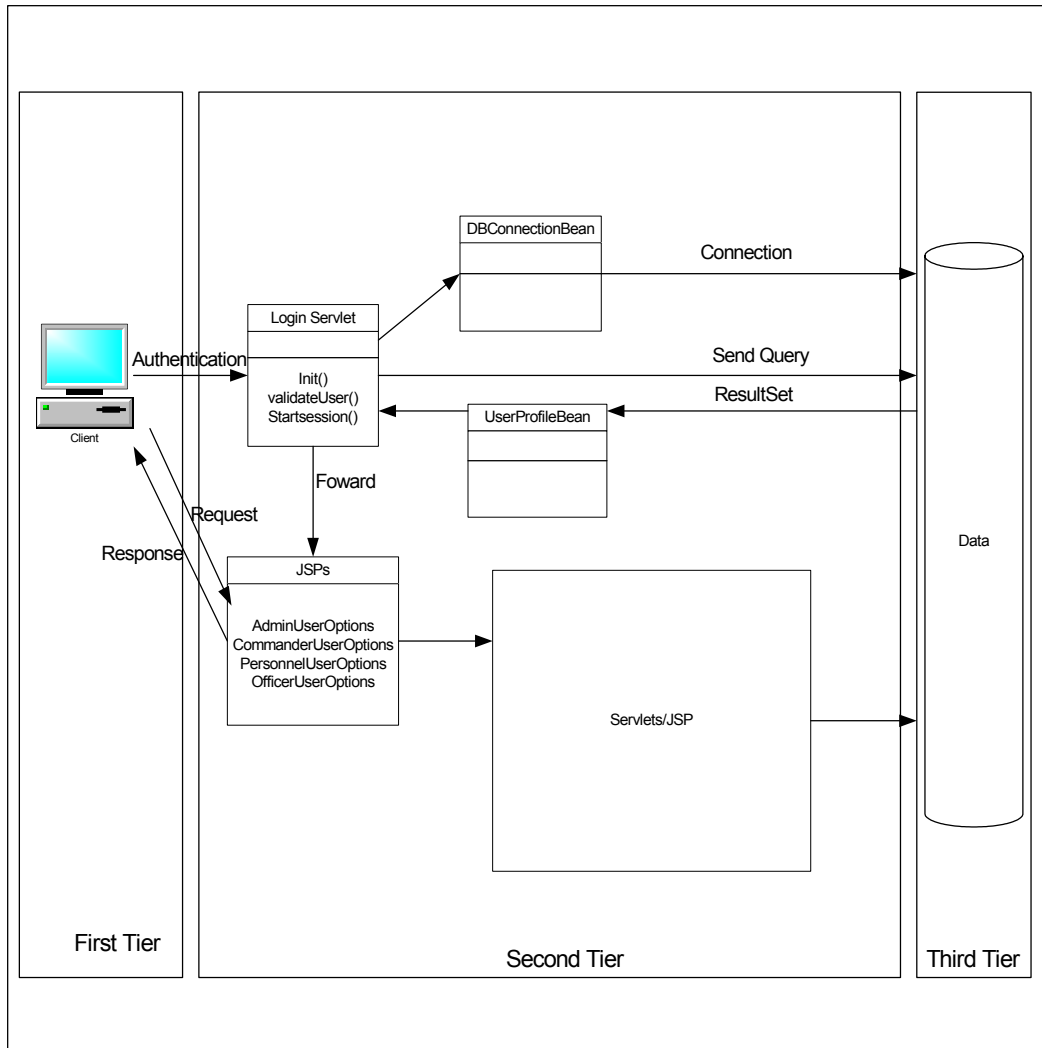 DBConnectionBean
Connection
Login Servlet
Authentication
Init()
validateUser()
Startsession()
Send Query
ResultSet
UserProfileBean
Client
Foward
Request
Response
JSPs
AdminUserOptions
CommanderUserOptions
PersonnelUserOptions
OfficerUserOptions
Servlets/JSP
Data
First Tier
Second Tier
Third Tier